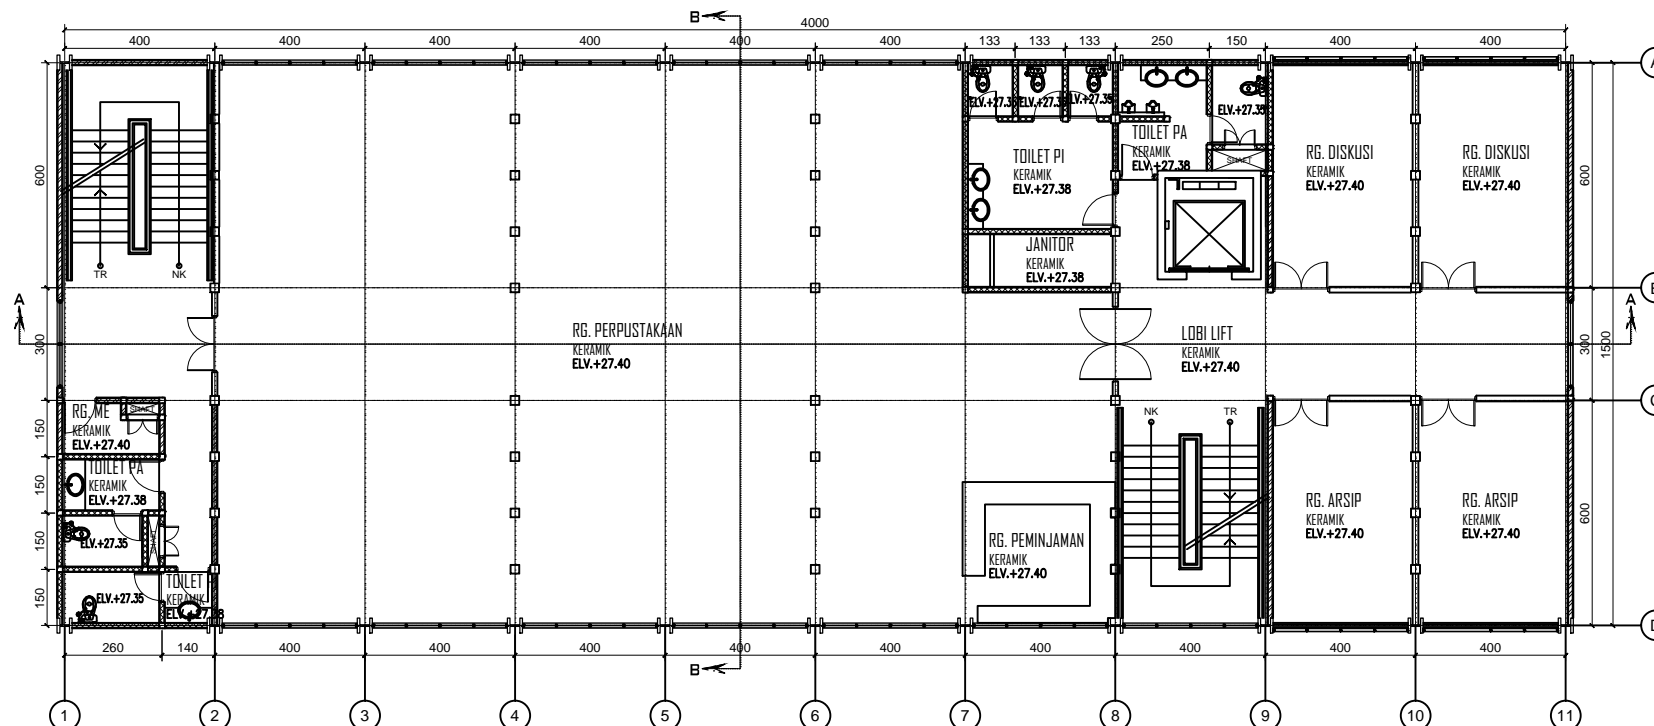 B
4000
400 400 400 400 400 400 133 133 133 250 150 400 400
A
ELV.+27.35 ELV.+27.35 ELV.+27.35 ELV.+27.35
TOILET PA
KERAMIK
ELV.+27.38
SHAFT
TOILET PI
KERAMIK
ELV.+27.38
RG. DISKUSI
KERAMIK
ELV.+27.40
RG. DISKUSI
KERAMIK
ELV.+27.40
600
600
TR NK
JANITOR
KERAMIK
ELV.+27.38
A
A
300
RG. PERPUSTAKAAN
KERAMIK
ELV.+27.40
LOBI LIFT
KERAMIK
ELV.+27.40
300
1500
RG. ME
KERAMIK
ELV.+27.40
SHAFT
NK TR
C
150
TOILET PA
KERAMIK
ELV.+27.38
150
ELV.+27.35
150
RG. PEMINJAMAN
KERAMIK
ELV.+27.40
RG. ARSIP
KERAMIK
ELV.+27.40
RG. ARSIP
KERAMIK
ELV.+27.40
600
150
ELV.+27.35
TOILET
KERAMIK
ELV.+27.38
D
260 140 400 400 400 400 400 400 400 400 400
B
1 2 3 4 5 6 7 8 9 10 11